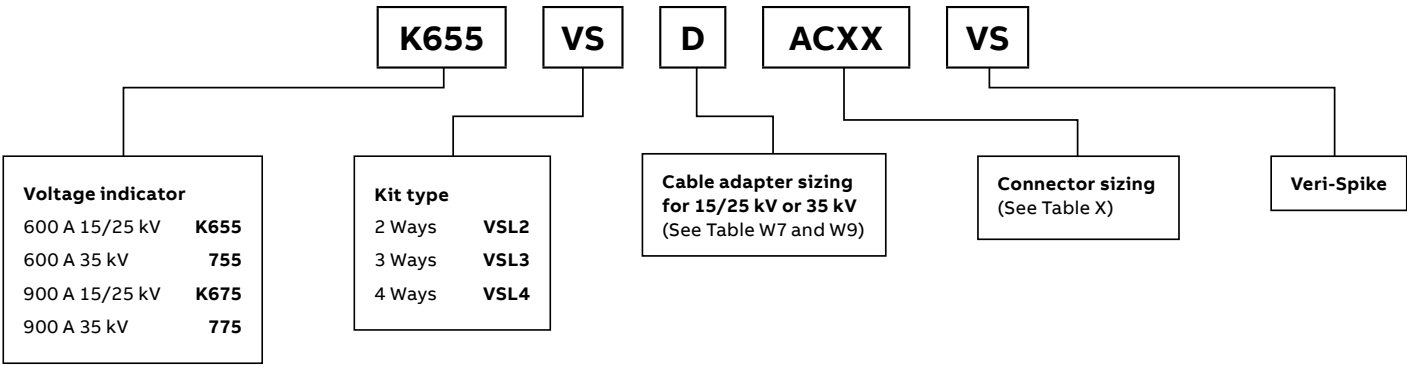 K655 VS D ACXX VS
Voltage indicator
600 A 15/25 kV K655
600 A 35 kV 755
900 A 15/25 kV K675
900 A 35 kV 775
Kit type
2 Ways VSL2
3 Ways VSL3
4 Ways VSL4
Cable adapter sizing
for 15/25 kV or 35 kV
(See Table W7 and W9)
Connector sizing
(See Table X)
Veri-Spike